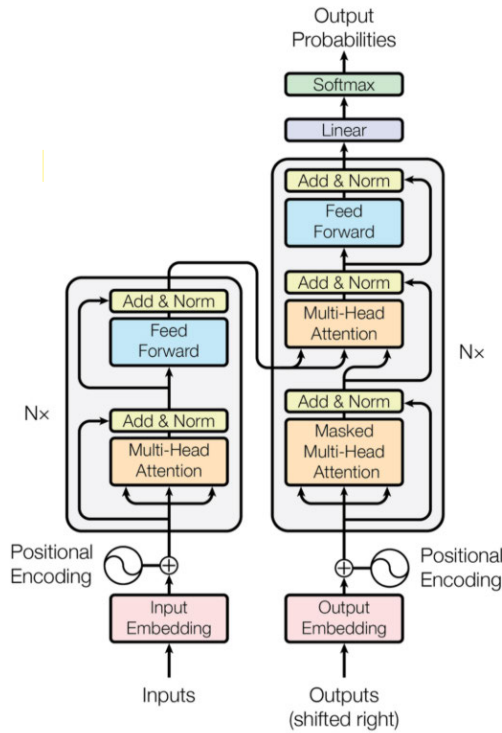 Output
Probabilities
Softmax
Linear
Add & Norm
Feed
Forward
Add & Norm
Multi-Head
Attention
Add & Norm
Masked
Multi-Head
Attention
N×
Add & Norm
Feed
Forward
Add & Norm
Multi-Head
Attention
N×
Positional
Encoding
Positional
Encoding
Input
Embedding
Output
Embedding
Inputs
Outputs
(shifted right)